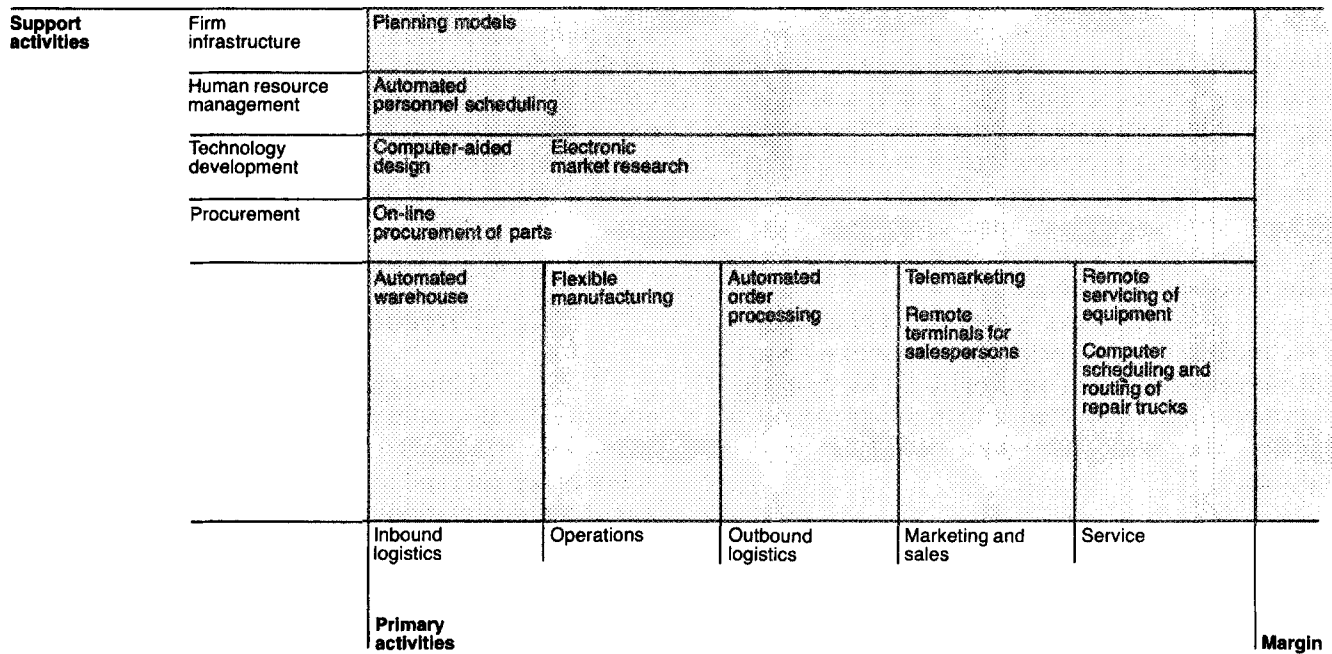 Support
activities
Firm
infrastructure
Planning models
Human resource
management
Automated
personnel scheduling
Technology
development
Computer-aided
design
Electronic
market research
Procurement
On-line
procurement of parts
Automated
warehouse
Flexible
manufacturing
Automated
order
processing
Telemarketing
Remote
terminals for
salespersons
Remote
servicing of
equipment
Computer
scheduling and
routing of
repair trucks
Inbound
logistics
Operations
Outbound
logistics
Marketing and
sales
Service
Primary
activities
Margin